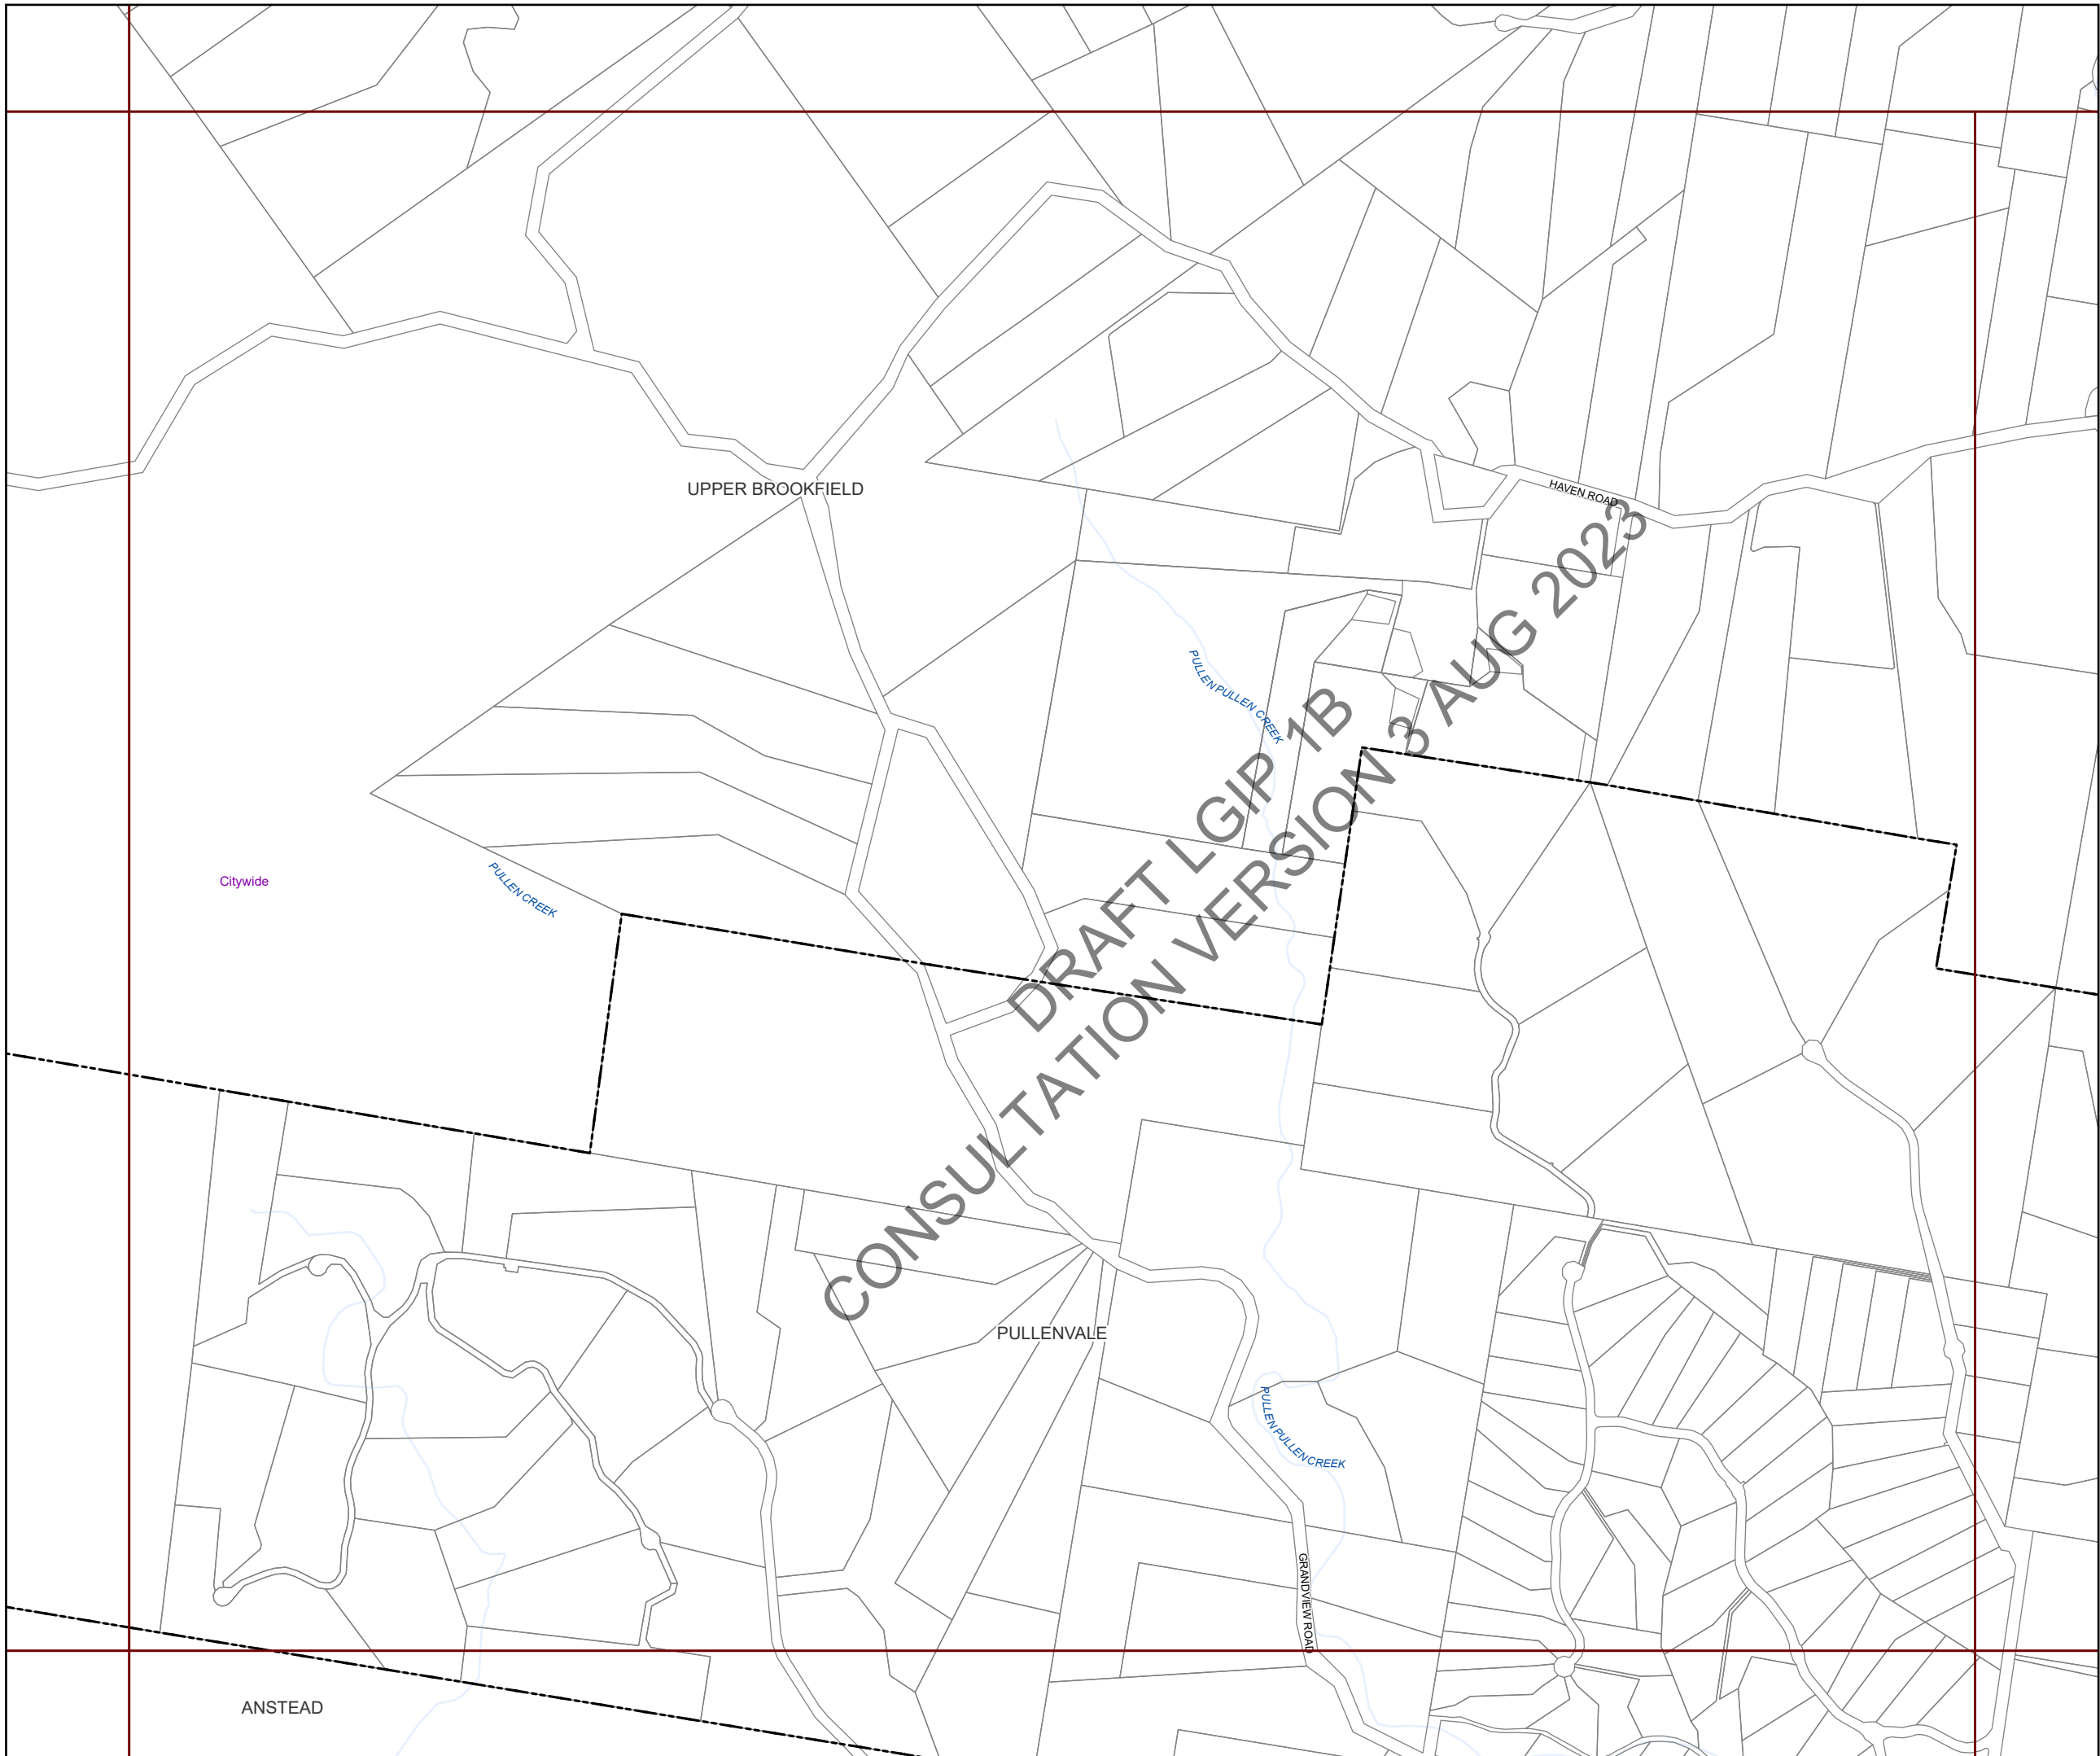 UPPER BROOKFIELD
HAVEN ROAD
PULLEN PULLEN CREEK
DRAFT LGIP 1B
CONSULTATION VERSION 3 AUG 2023
Citywide
PULLEN CREEK
PULLENVALE
PULLEN PULLEN CREEK
GRANDVIEW ROAD
ANSTEAD